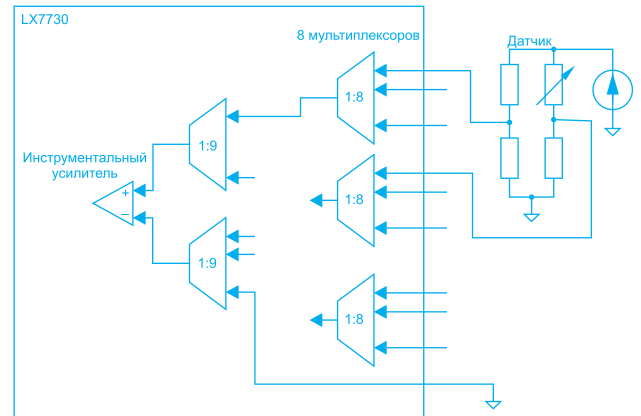 LX7730
8 мультиплексоров
Датчик
1:8
1:9
Инструментальный
усилитель
+
−
1:8
1:9
1:8